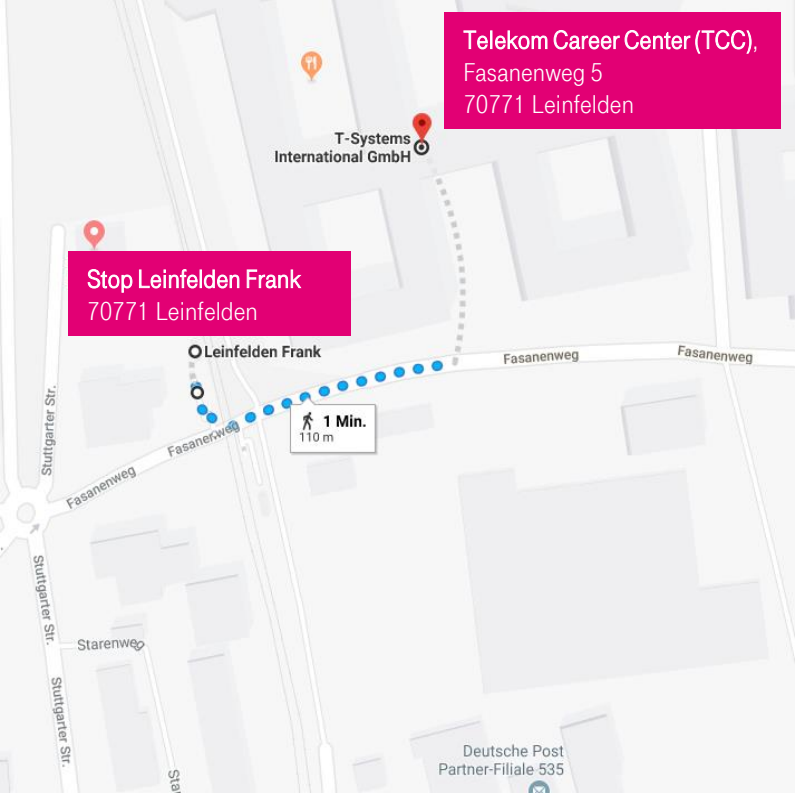 Telekom Career Center (TCC),
Fasanenweg 5
70771 Leinfelden
T-Systems
International GmbH
Stop Leinfelden Frank
70771 Leinfelden
Leinfelden Frank
Fasanenweg
Fasanenweg
Stuttgarter Str.
1 Min.
110 m
Fasanenweg
Fasanenweg
Stuttgarter Str.
Starenweg
Stuttgarter Str.
Deutsche Post
Partner-Filiale 535
Sta